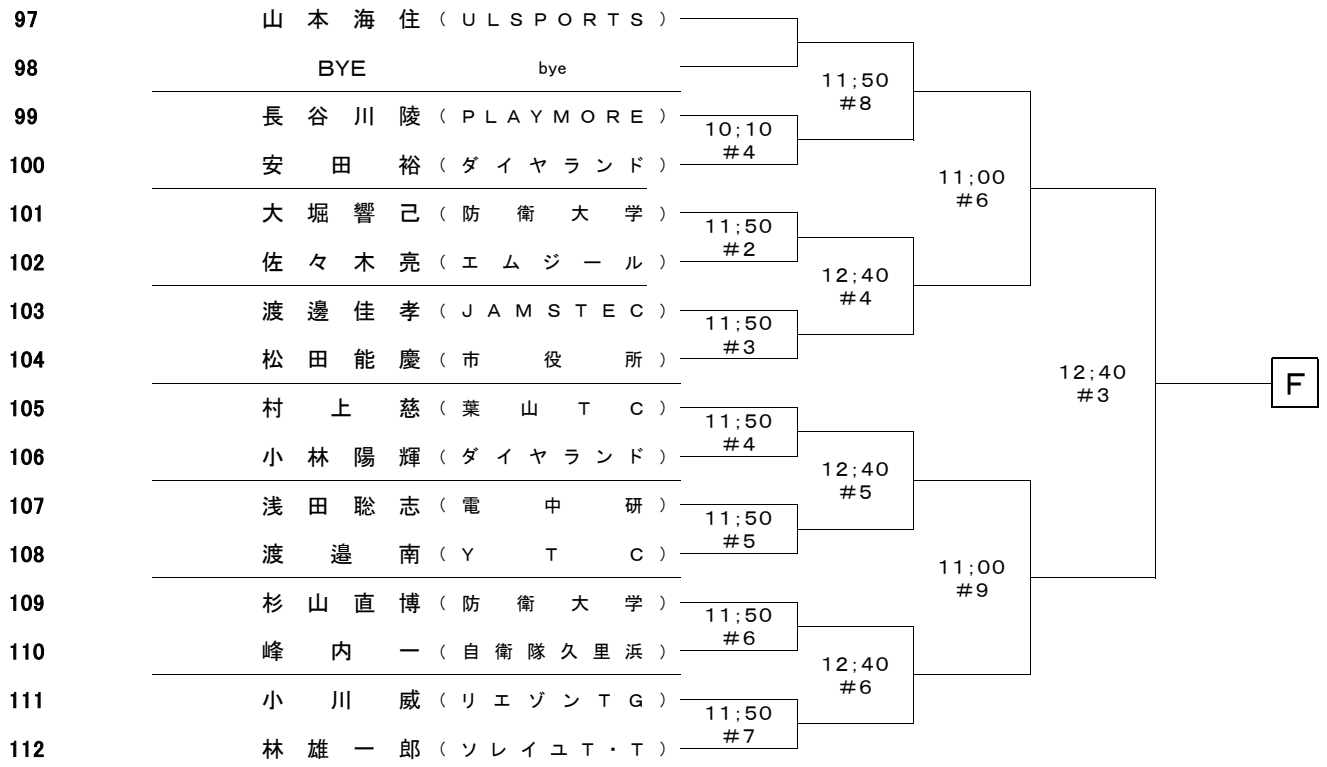 97 山本海住 (ULSPORTS)
98 BYE bye
11;50
#8
99 長谷川陵 (PLAYMORE)
10;10
#4
100 安田裕 (ダイヤランド)
11;00
#6
101 大堀響己 (防衛大学)
11;50
#2
102 佐々木亮 (エムジール)
12;40
#4
103 渡邊佳孝 (JAMSTEC)
11;50
#3
104 松田能慶 (市役所)
12;40
#3
F
105 村上慈 (葉山TC)
11;50
#4
106 小林陽輝 (ダイヤランド)
12;40
#5
107 浅田聡志 (電中研)
11;50
#5
108 渡邉南 (YTC)
11;00
#9
109 杉山直博 (防衛大学)
11;50
#6
110 峰内一 (自衛隊久里浜)
12;40
#6
111 小川威 (リエゾンTG)
11;50
#7
112 林雄一郎 (ソレイユT・T)